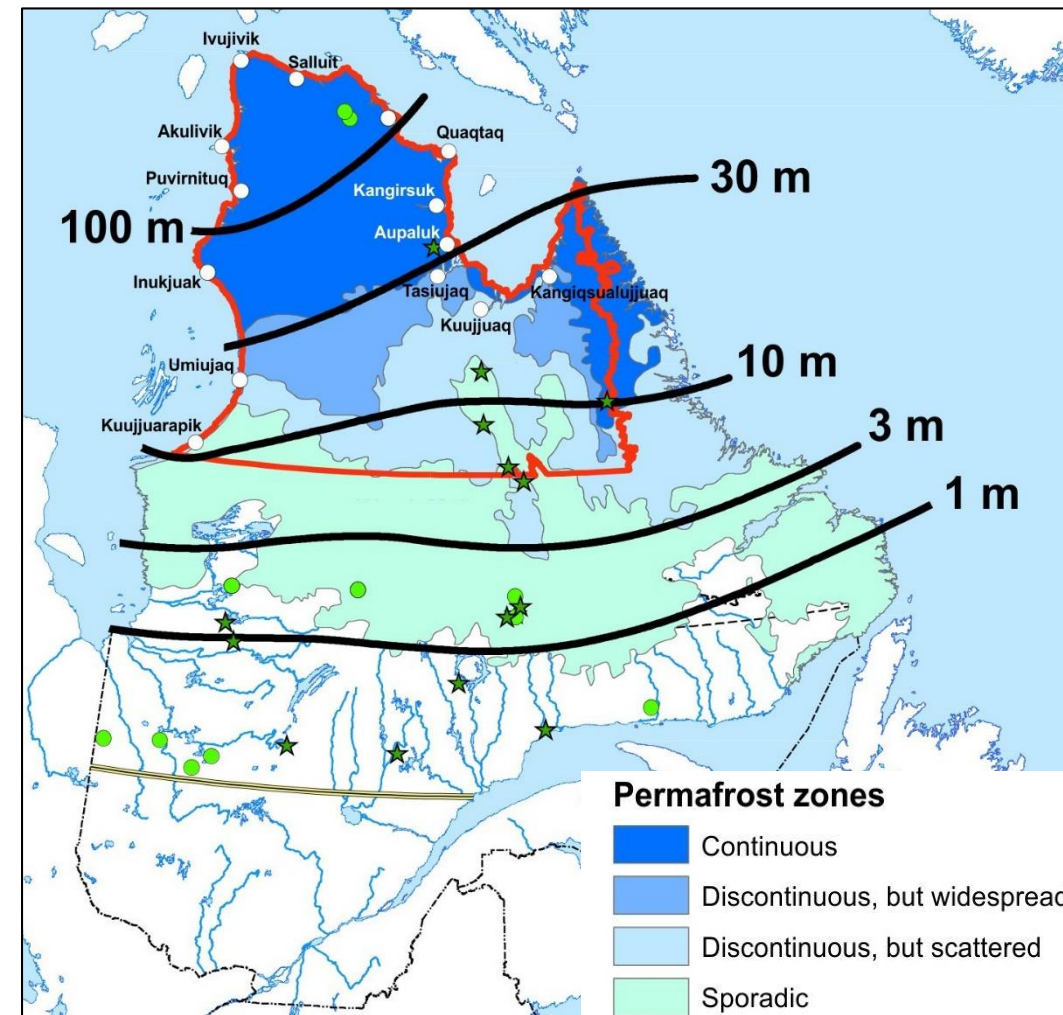 Ivujivik
Salluit
Akulivik
Quaqtaq
Puvirnituq
Kangirsuk
30 m
100 m
Aupaluk
Inukjuak
Tasiujaq
Kangiqsualujjuaq
Kuujjuaq
Umiujaq
10 m
Kuujjuarapik
3 m
1 m
Permafrost zones
Continuous
Discontinuous, but widespread
Discontinuous, but scattered
Sporadic